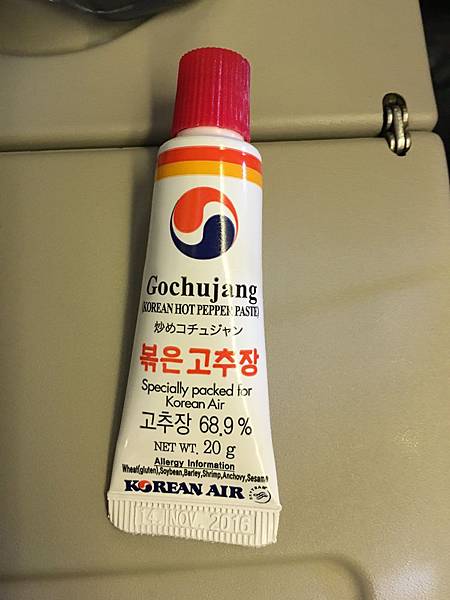 Gochujang
(KOREAN HOT PEPPER PASTE)
炒めコチュジャン
볶은고추장
Specially packed for
Korean Air
고추장 68.9%
NET WT. 20 g
Allergy Information
Wheat(gluten),Soybean,Barley,Shrimp,Anchovy,Sesame
KOREAN AIR
14. NOV. 2016